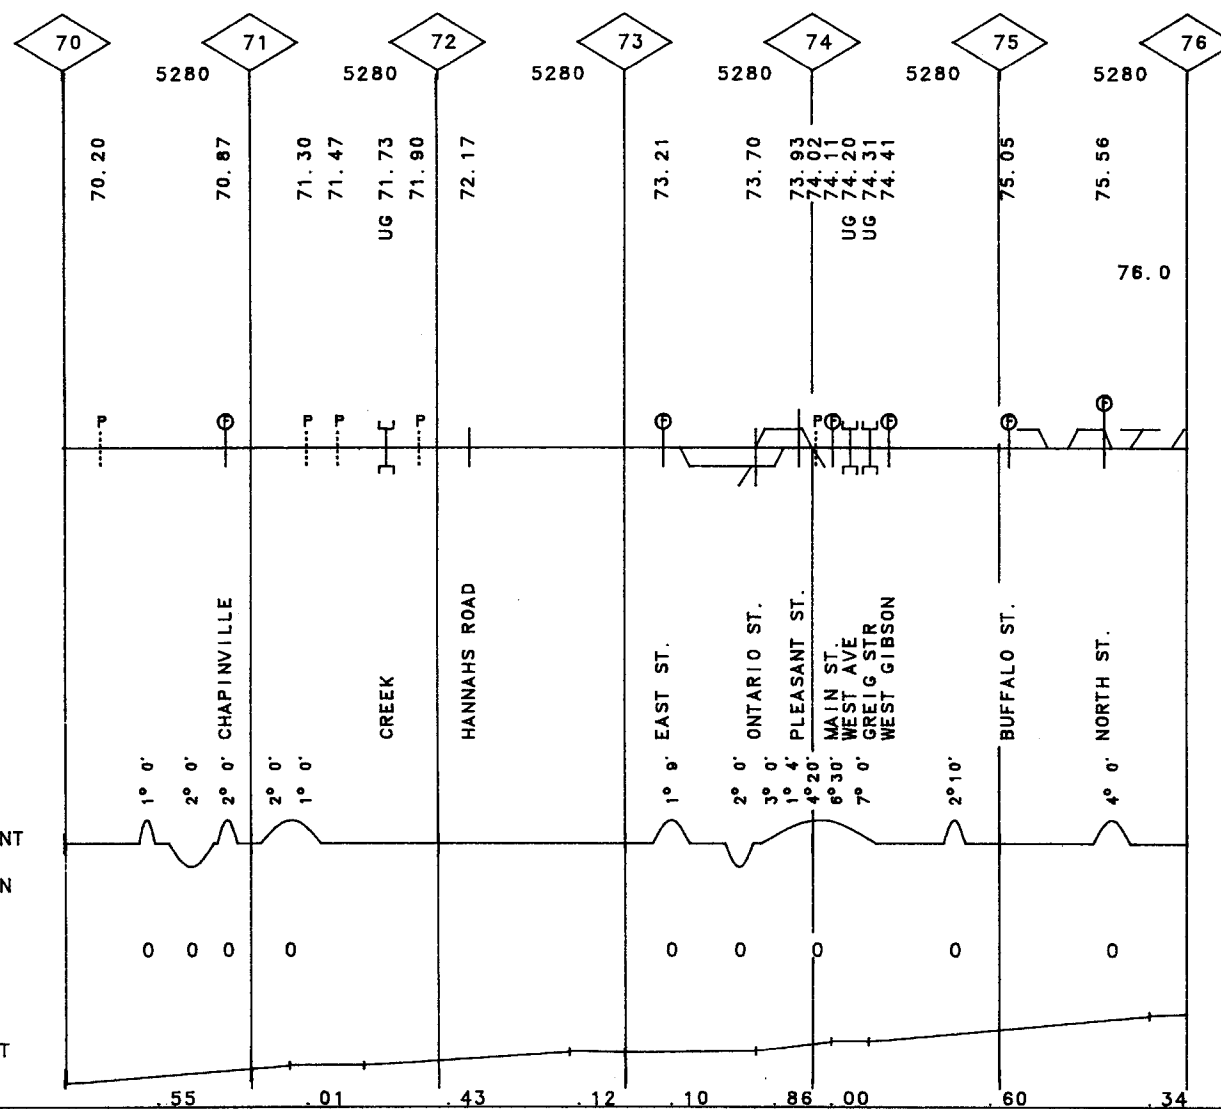 70 71 72 73 74 75 76
5280 5280 5280 5280 5280 5280
70.20
70.87
71.30
71.47
UG 71.73
71.90
72.17
73.21
73.70
73.93
74.02
74.11
UG 74.20
UG 74.31
74.41
75.05
75.56
76.0
P F P P P F P F F F F
CHAPINVILLE
CREEK
HANNAHS ROAD
EAST ST.
ONTARIO ST.
PLEASANT ST.
MAIN ST.
WEST AVE
GREIG STR
WEST GIBSON
BUFFALO ST.
NORTH ST.
1° 0'
2° 0'
2° 0'
2° 0'
1° 0'
1° 9'
2° 0'
3° 0'
1° 4'
4°20'
6°30'
7° 0'
2°10'
4° 0'
NT
N
0 0 0 0 0 0 0 0 0
T
.55 .01 .43 .12 .10 .86 .00 .60 .34